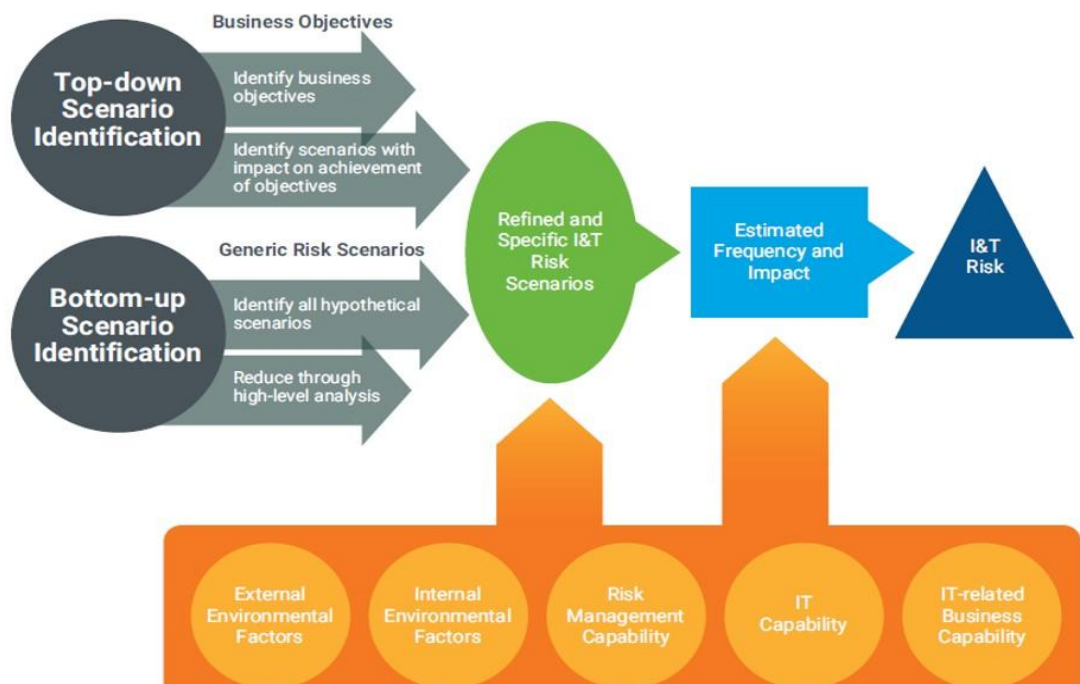 Business Objectives
Top-down
Scenario
Identification
Identify business
objectives
Identify scenarios with
impact on achievement
of objectives
Generic Risk Scenarios
Bottom-up
Scenario
Identification
Identify all hypothetical
scenarios
Reduce through
high-level analysis
Refined and
Specific I&T
Risk
Scenarios
Estimated
Frequency and
Impact
I&T
Risk
External
Environmental
Factors
Internal
Environmental
Factors
Risk
Management
Capability
IT
Capability
IT-related
Business
Capability